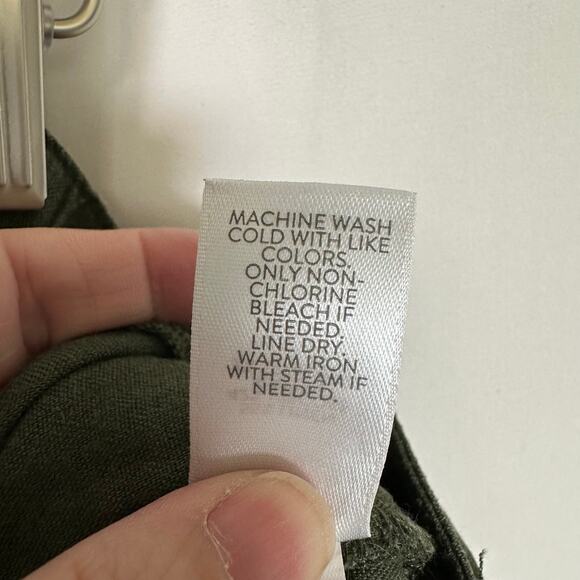 MACHINE WASH
COLD WITH LIKE
COLORS.
ONLY NON-
CHLORINE
BLEACH IF
NEEDED.
LINE DRY.
WARM IRON
WITH STEAM IF
NEEDED.